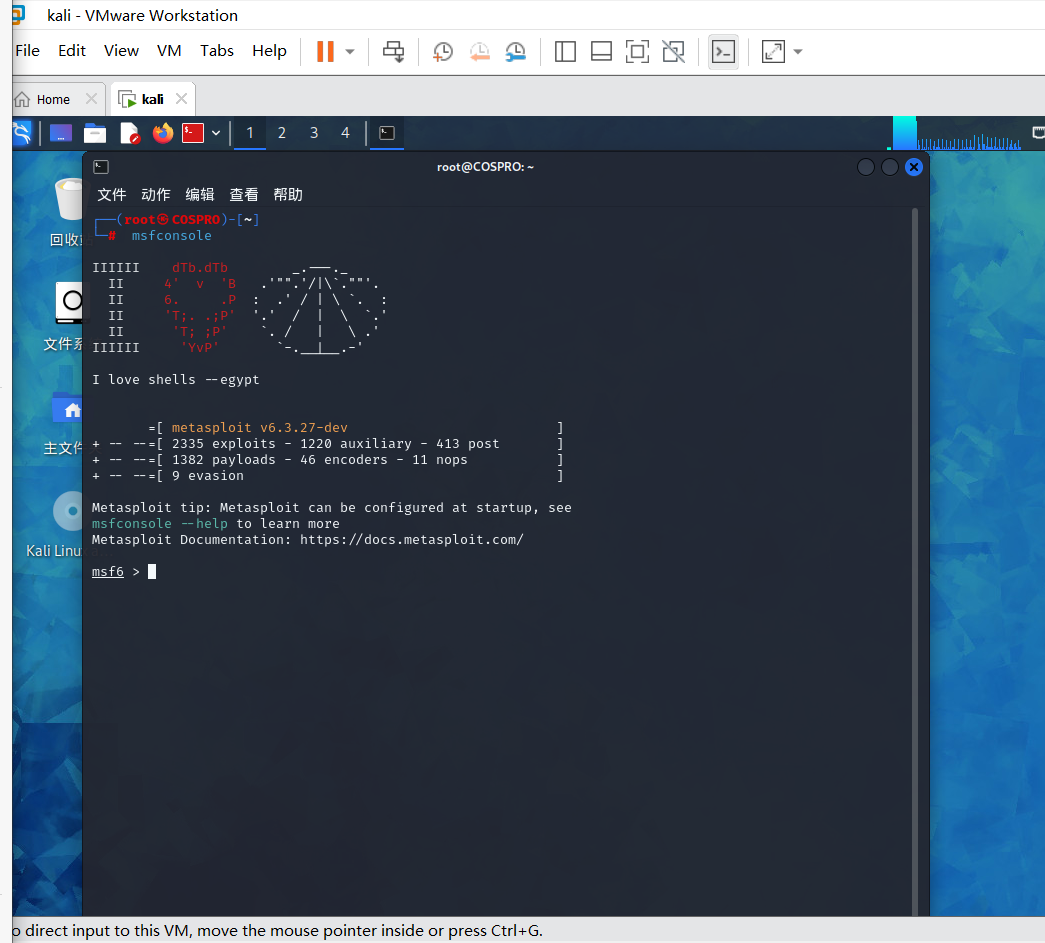 kali - VMware Workstation
File Edit View VM Tabs Help
Home kali
1 2 3 4
root@COSPRO: ~
文件 动作 编辑 查看 帮助
┌──(root㉿COSPRO)-[~]
└─# msfconsole
IIIIII    dTb.dTb        _.---._
  II     4'  v  'B   .'"".'/|\`.""'.
  II     6.     .P  :  .' / | \ `.  :
  II     'T;. .;P'  '.'  /  |  \  `.'
  II      'T; ;P'    `. /   |   \ .'
IIIIII     'YvP'       `-.__|__.-'
I love shells --egypt
       =[ metasploit v6.3.27-dev                          ]
+ -- --=[ 2335 exploits - 1220 auxiliary - 413 post       ]
+ -- --=[ 1382 payloads - 46 encoders - 11 nops           ]
+ -- --=[ 9 evasion                                       ]
Metasploit tip: Metasploit can be configured at startup, see
msfconsole --help to learn more
Metasploit Documentation: https://docs.metasploit.com/
msf6 >
回收
文件系
主文件
Kali Linux
o direct input to this VM, move the mouse pointer inside or press Ctrl+G.